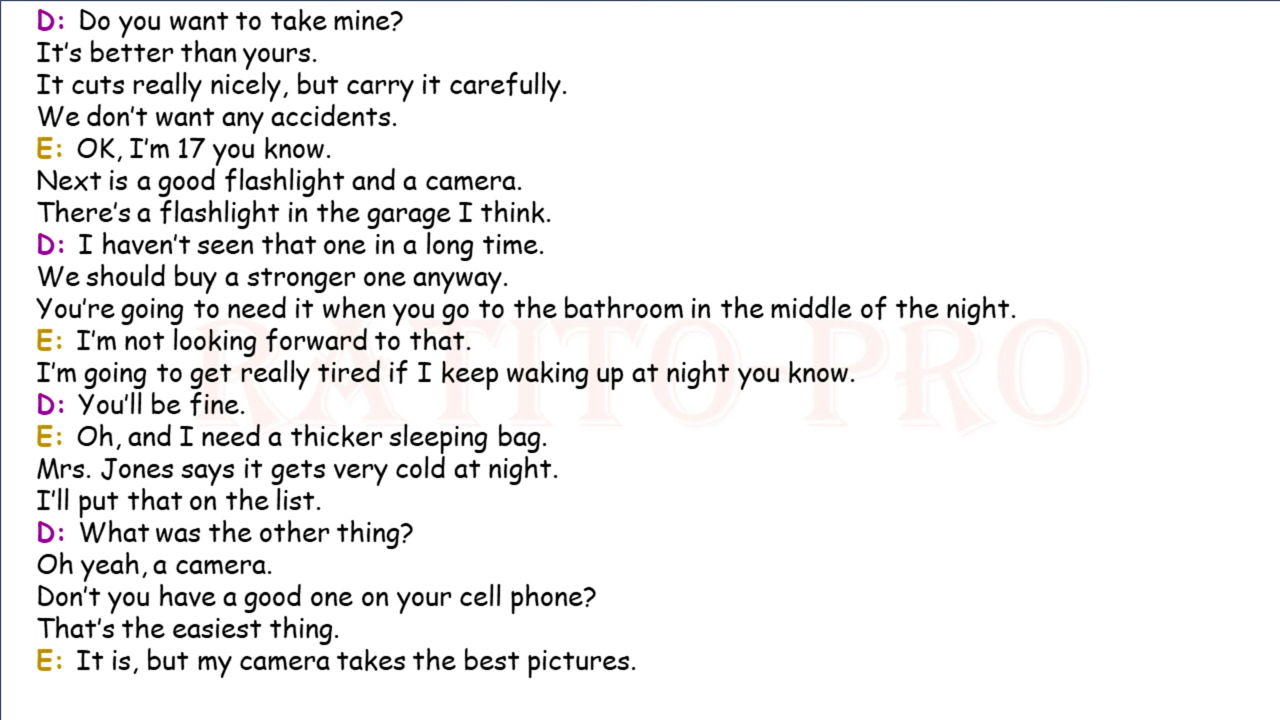 D: Do you want to take mine?
It's better than yours.
It cuts really nicely, but carry it carefully.
We don't want any accidents.
E: OK, I'm 17 you know.
Next is a good flashlight and a camera.
There's a flashlight in the garage I think.
D: I haven't seen that one in a long time.
We should buy a stronger one anyway.
You're going to need it when you go to the bathroom in the middle of the night.
E: I'm not looking forward to that.
I'm going to get really tired if I keep waking up at night you know.
D: You'll be fine.
E: Oh, and I need a thicker sleeping bag.
Mrs. Jones says it gets very cold at night.
I'll put that on the list.
D: What was the other thing?
Oh yeah, a camera.
Don't you have a good one on your cell phone?
That's the easiest thing.
E: It is, but my camera takes the best pictures.
RATITO PRO